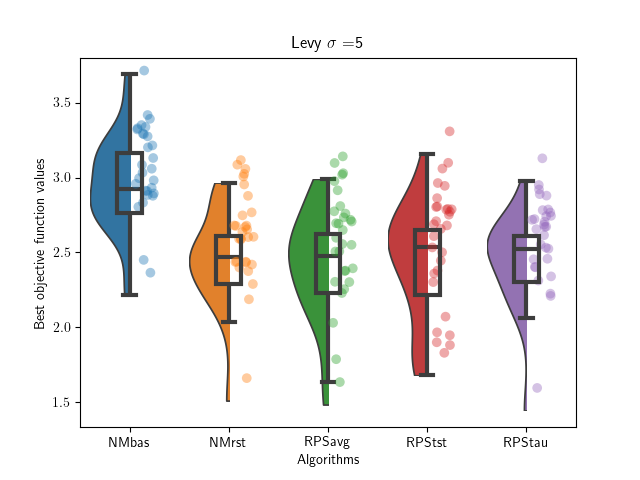 Levy σ =5
Best objective function values
3.5
3.0
2.5
2.0
1.5
NMbas NMrst RPSavg RPStst RPStau
Algorithms